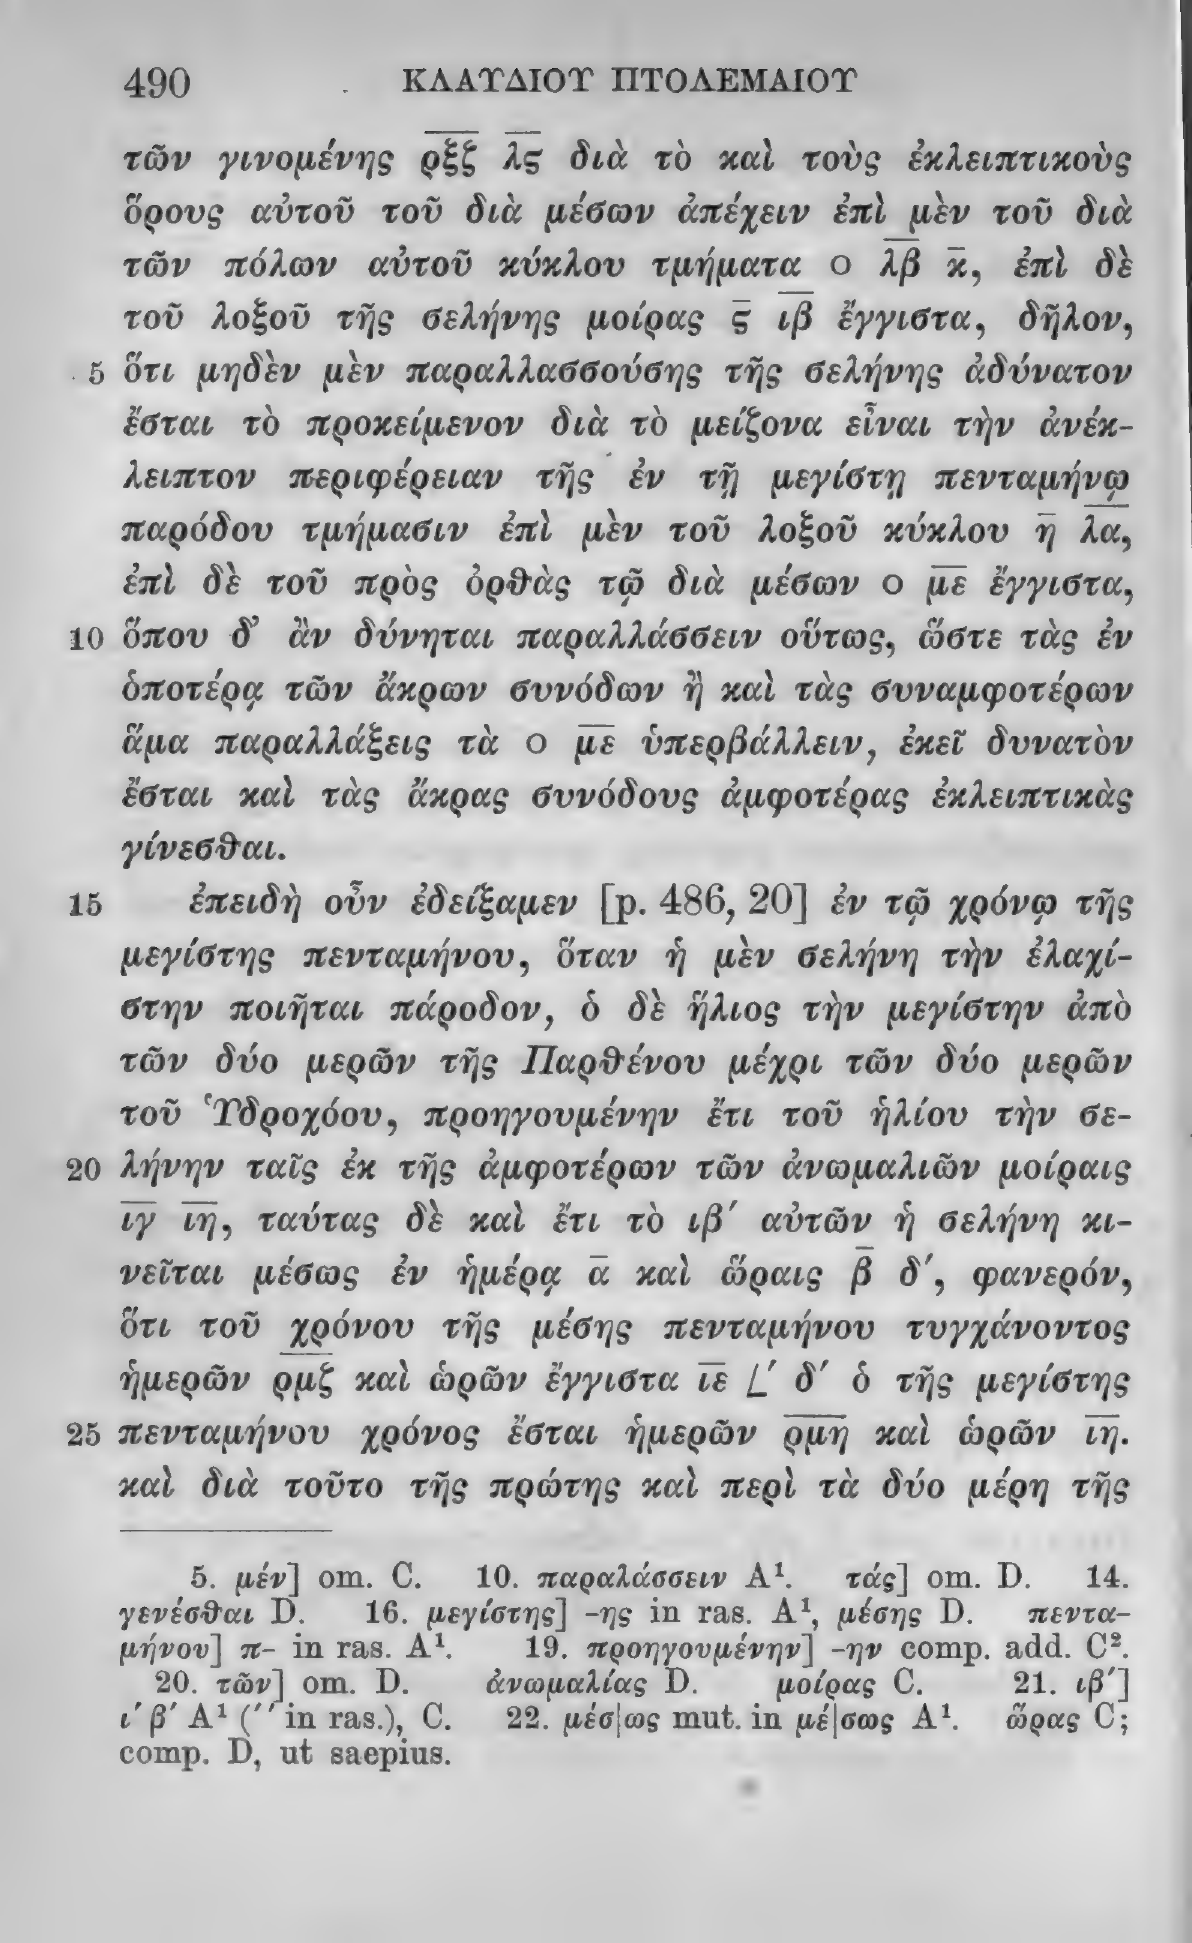 490 ΚΛΑΥΔΙΟΥ ΠΤΟΛΕΜΑΙΟΥ
τῶν γινομένης ρ̅ξ̅ζ̅ λ̅ϛ̅ διὰ τὸ καὶ τοὺς ἐκλειπτικοὺς
ὅρους αὐτοῦ τοῦ διὰ μέσων ἀπέχειν ἐπὶ μὲν τοῦ διὰ
τῶν πόλων αὐτοῦ κύκλου τμήματα ο λ̅β̅ κ̅, ἐπὶ δὲ
τοῦ λοξοῦ τῆς σελήνης μοίρας ϛ̅ ι̅β̅ ἔγγιστα, δῆλον,
5 ὅτι μηδὲν μὲν παραλλασσούσης τῆς σελήνης ἀδύνατον
ἔσται τὸ προκείμενον διὰ τὸ μείζονα εἶναι τὴν ἀνέκ-
λειπτον περιφέρειαν τῆς ἐν τῇ μεγίστῃ πενταμήνῳ
παρόδου τμήμασιν ἐπὶ μὲν τοῦ λοξοῦ κύκλου η̅ λ̅α̅,
ἐπὶ δὲ τοῦ πρὸς ὀρθὰς τῷ διὰ μέσων ο μ̅ε̅ ἔγγιστα,
10 ὅπου δ’ ἂν δύνηται παραλλάσσειν οὕτως, ὥστε τὰς ἐν
ὁποτέρᾳ τῶν ἄκρων συνόδων ἢ καὶ τὰς συναμφοτέρων
ἅμα παραλλάξεις τὰ ο μ̅ε̅ ὑπερβάλλειν, ἐκεῖ δυνατὸν
ἔσται καὶ τὰς ἄκρας συνόδους ἀμφοτέρας ἐκλειπτικὰς
γίνεσθαι.
15 ἐπειδὴ οὖν ἐδείξαμεν [p. 486, 20] ἐν τῷ χρόνῳ τῆς
μεγίστης πενταμήνου, ὅταν ἡ μὲν σελήνη τὴν ἐλαχί-
στην ποιῆται πάροδον, ὁ δὲ ἥλιος τὴν μεγίστην ἀπὸ
τῶν δύο μερῶν τῆς Παρθένου μέχρι τῶν δύο μερῶν
τοῦ Ὑδροχόου, προηγουμένην ἔτι τοῦ ἡλίου τὴν σε-
20 λήνην ταῖς ἐκ τῆς ἀμφοτέρων τῶν ἀνωμαλιῶν μοίραις
ι̅γ̅ ι̅η̅, ταύτας δὲ καὶ ἔτι τὸ ιβ′ αὐτῶν ἡ σελήνη κι-
νεῖται μέσως ἐν ἡμέρᾳ α̅ καὶ ὥραις β̅ δ′, φανερόν,
ὅτι τοῦ χρόνου τῆς μέσης πενταμήνου τυγχάνοντος
ἡμερῶν ρ̅μ̅ζ̅ καὶ ὡρῶν ἔγγιστα ι̅ε̅ 𐅵′ δ′ ὁ τῆς μεγίστης
25 πενταμήνου χρόνος ἔσται ἡμερῶν ρ̅μ̅η̅ καὶ ὡρῶν ι̅η̅.
καὶ διὰ τοῦτο τῆς πρώτης καὶ περὶ τὰ δύο μέρη τῆς
5. μέν] om. C. 10. παραλάσσειν A¹. τάς] om. D. 14.
γενέσθαι D. 16. μεγίστης] -ης in ras. A¹, μέσης D. πεντα-
μήνου] π- in ras. A¹. 19. προηγουμένην] -ην comp. add. C².
20. τῶν] om. D. ἀνωμαλίας D. μοίρας C. 21. ιβ′]
ι′ β′ A¹ (′′ in ras.), C. 22. μέσ|ως mut. in μέ|σως A¹. ὥρας C;
comp. D, ut saepius.